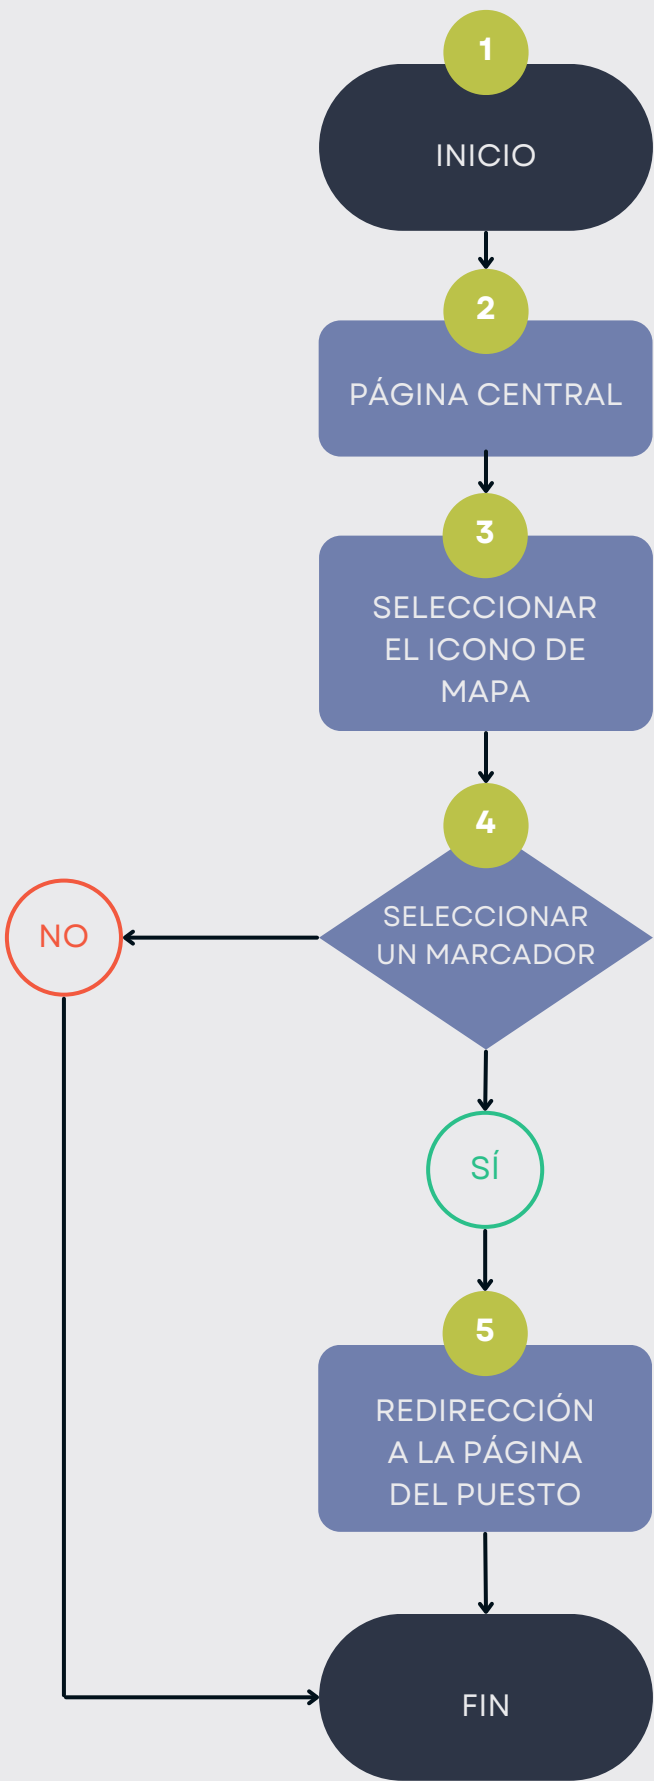 1
INICIO
2
PÁGINA CENTRAL
3
SELECCIONAR
EL ICONO DE
MAPA
4
SELECCIONAR
UN MARCADOR
NO
SÍ
5
REDIRECCIÓN
A LA PÁGINA
DEL PUESTO
FIN